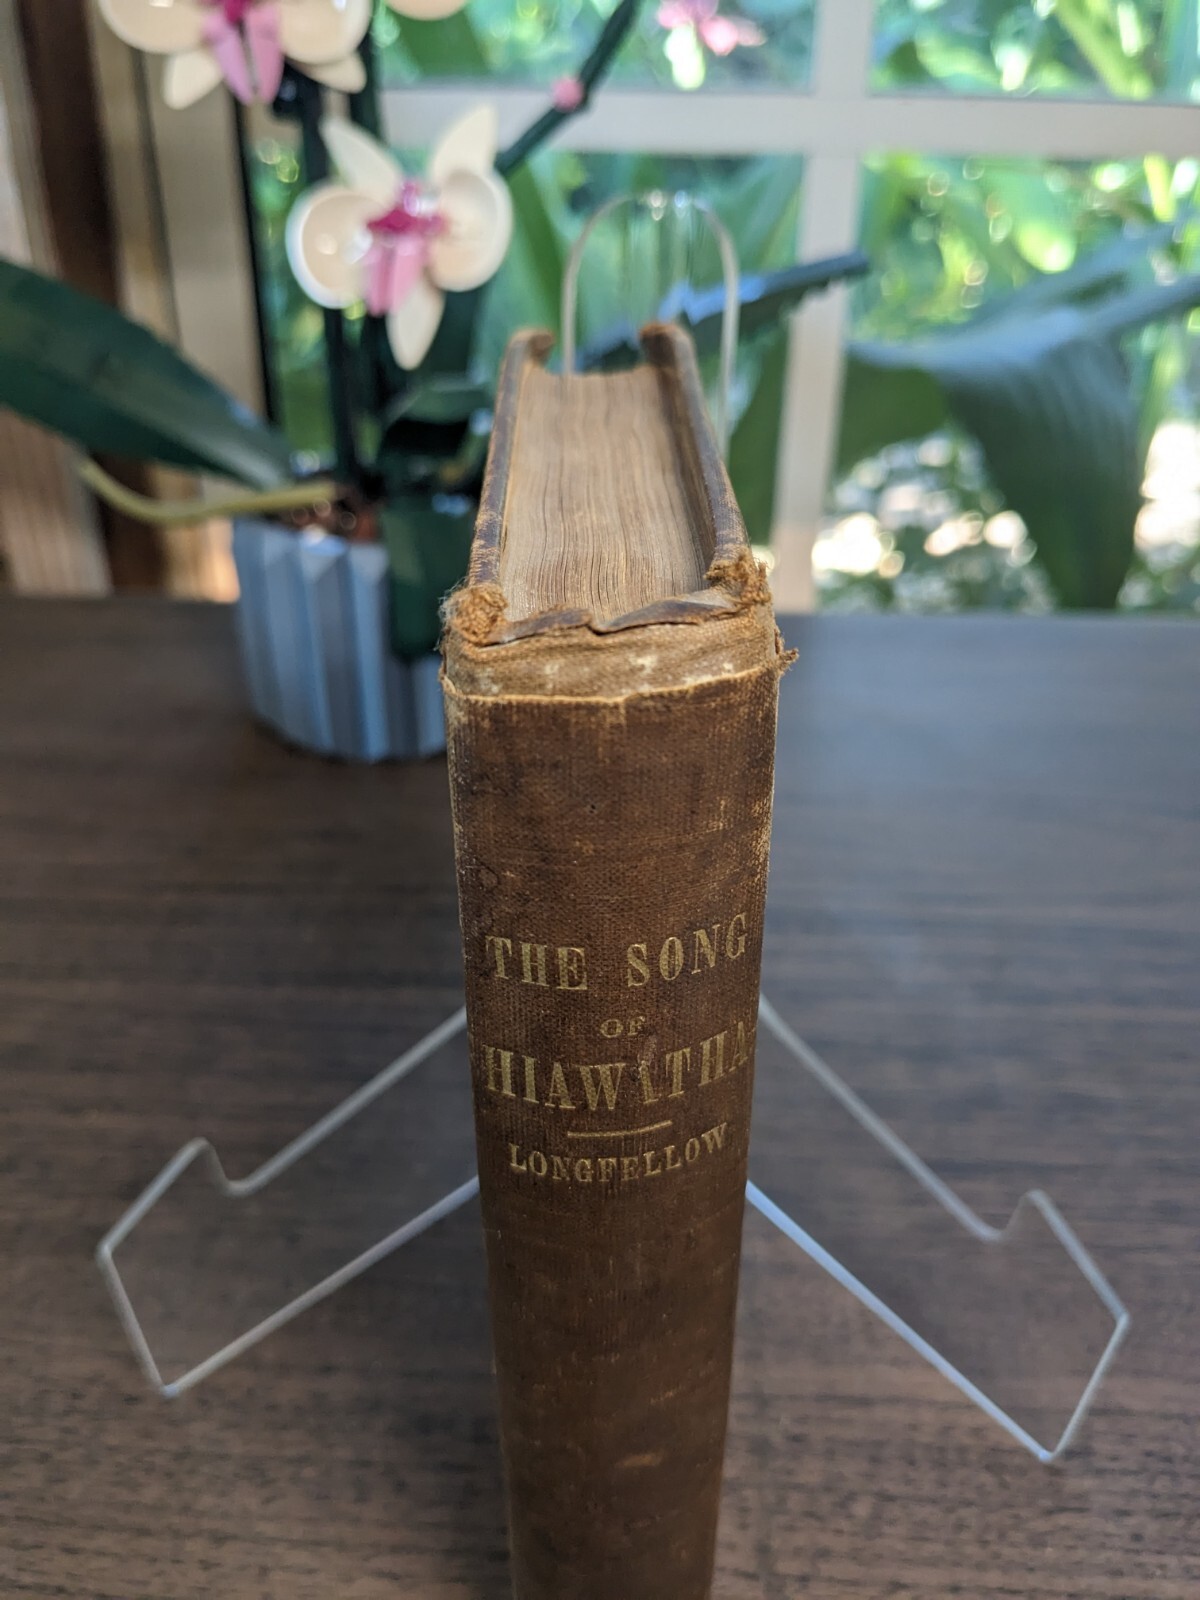 THE SONG
OF
HIAWATHA
LONGFELLOW